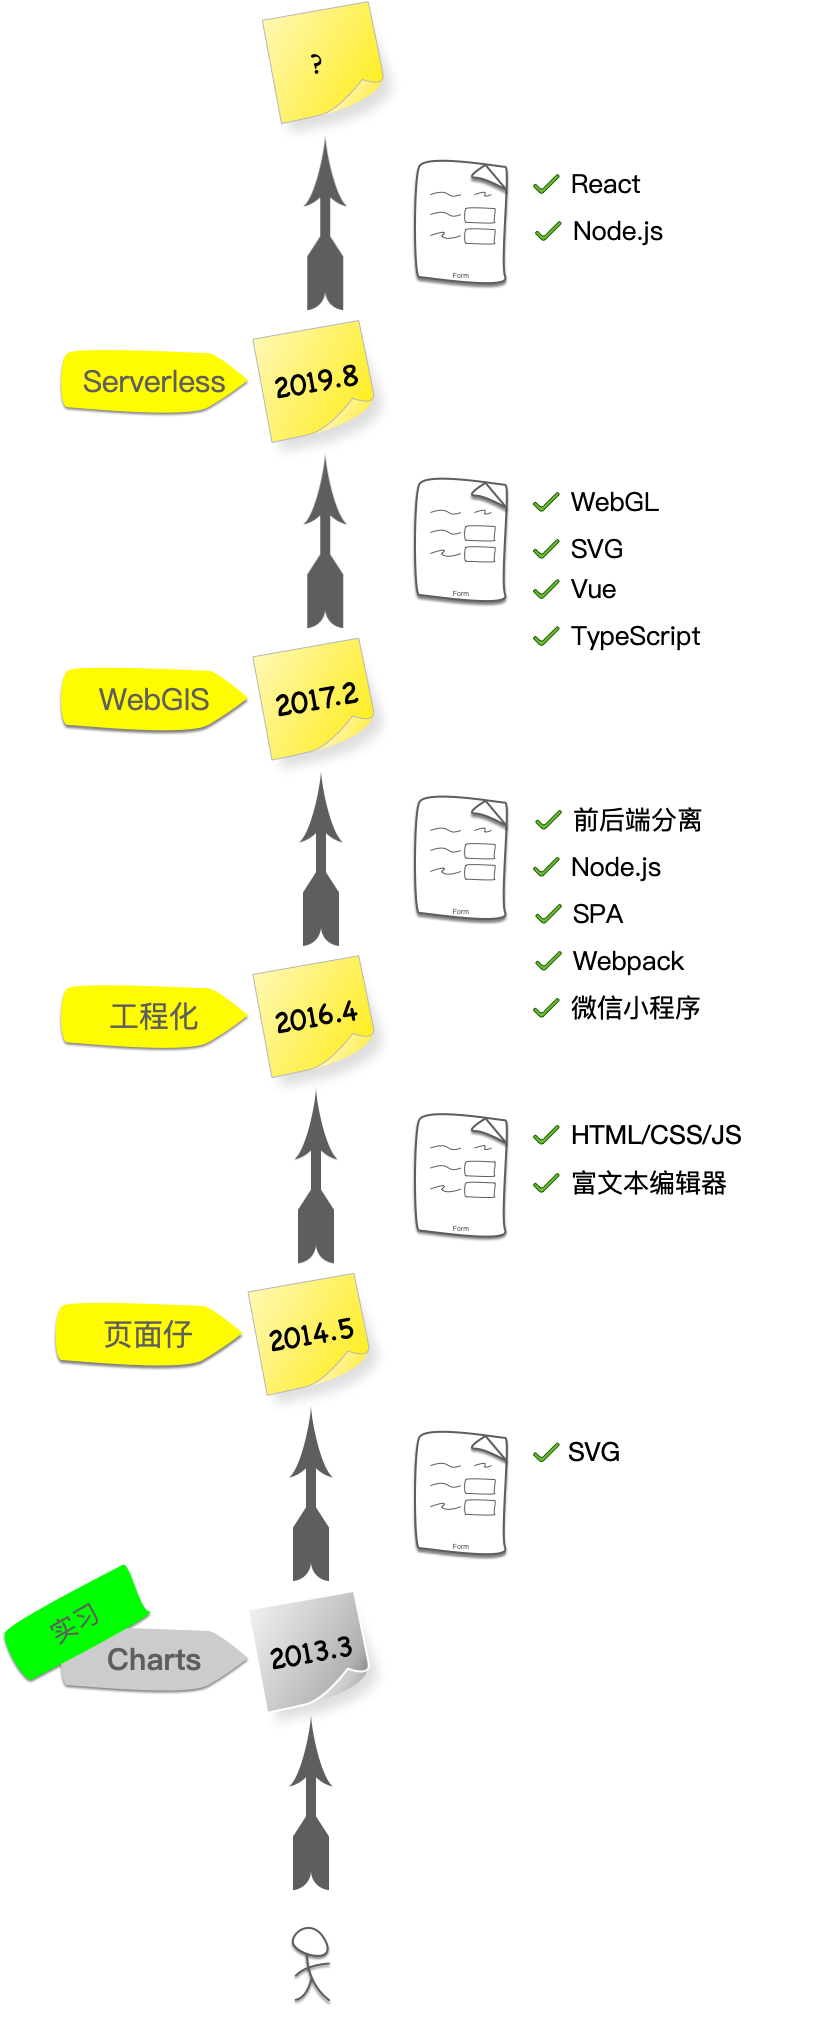 ?
React
Node.js
Form
Serverless
2019.8
WebGL
SVG
Vue
TypeScript
Form
WebGIS
2017.2
前后端分离
Node.js
SPA
Webpack
微信小程序
Form
工程化
2016.4
HTML/CSS/JS
富文本编辑器
Form
页面仔
2014.5
SVG
Form
实习
Charts
2013.3